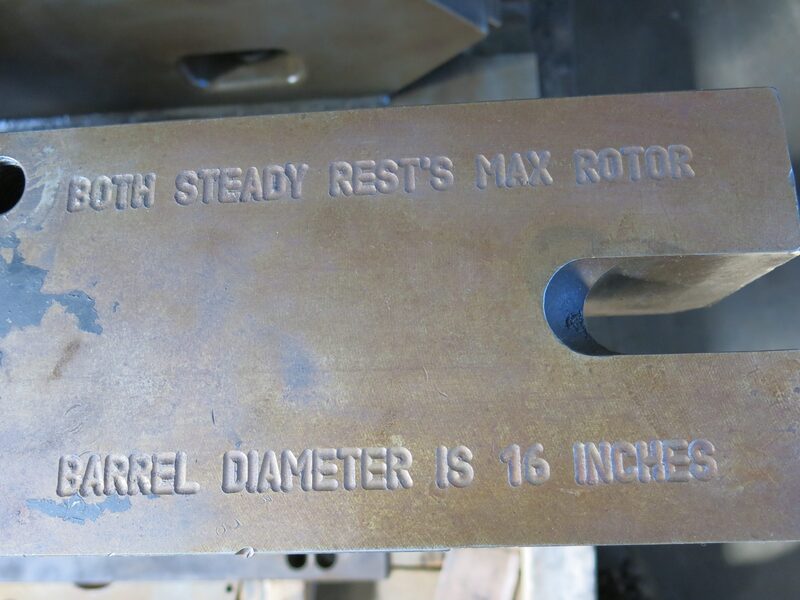 BOTH STEADY REST'S MAX ROTOR
BARREL DIAMETER IS 16 INCHES